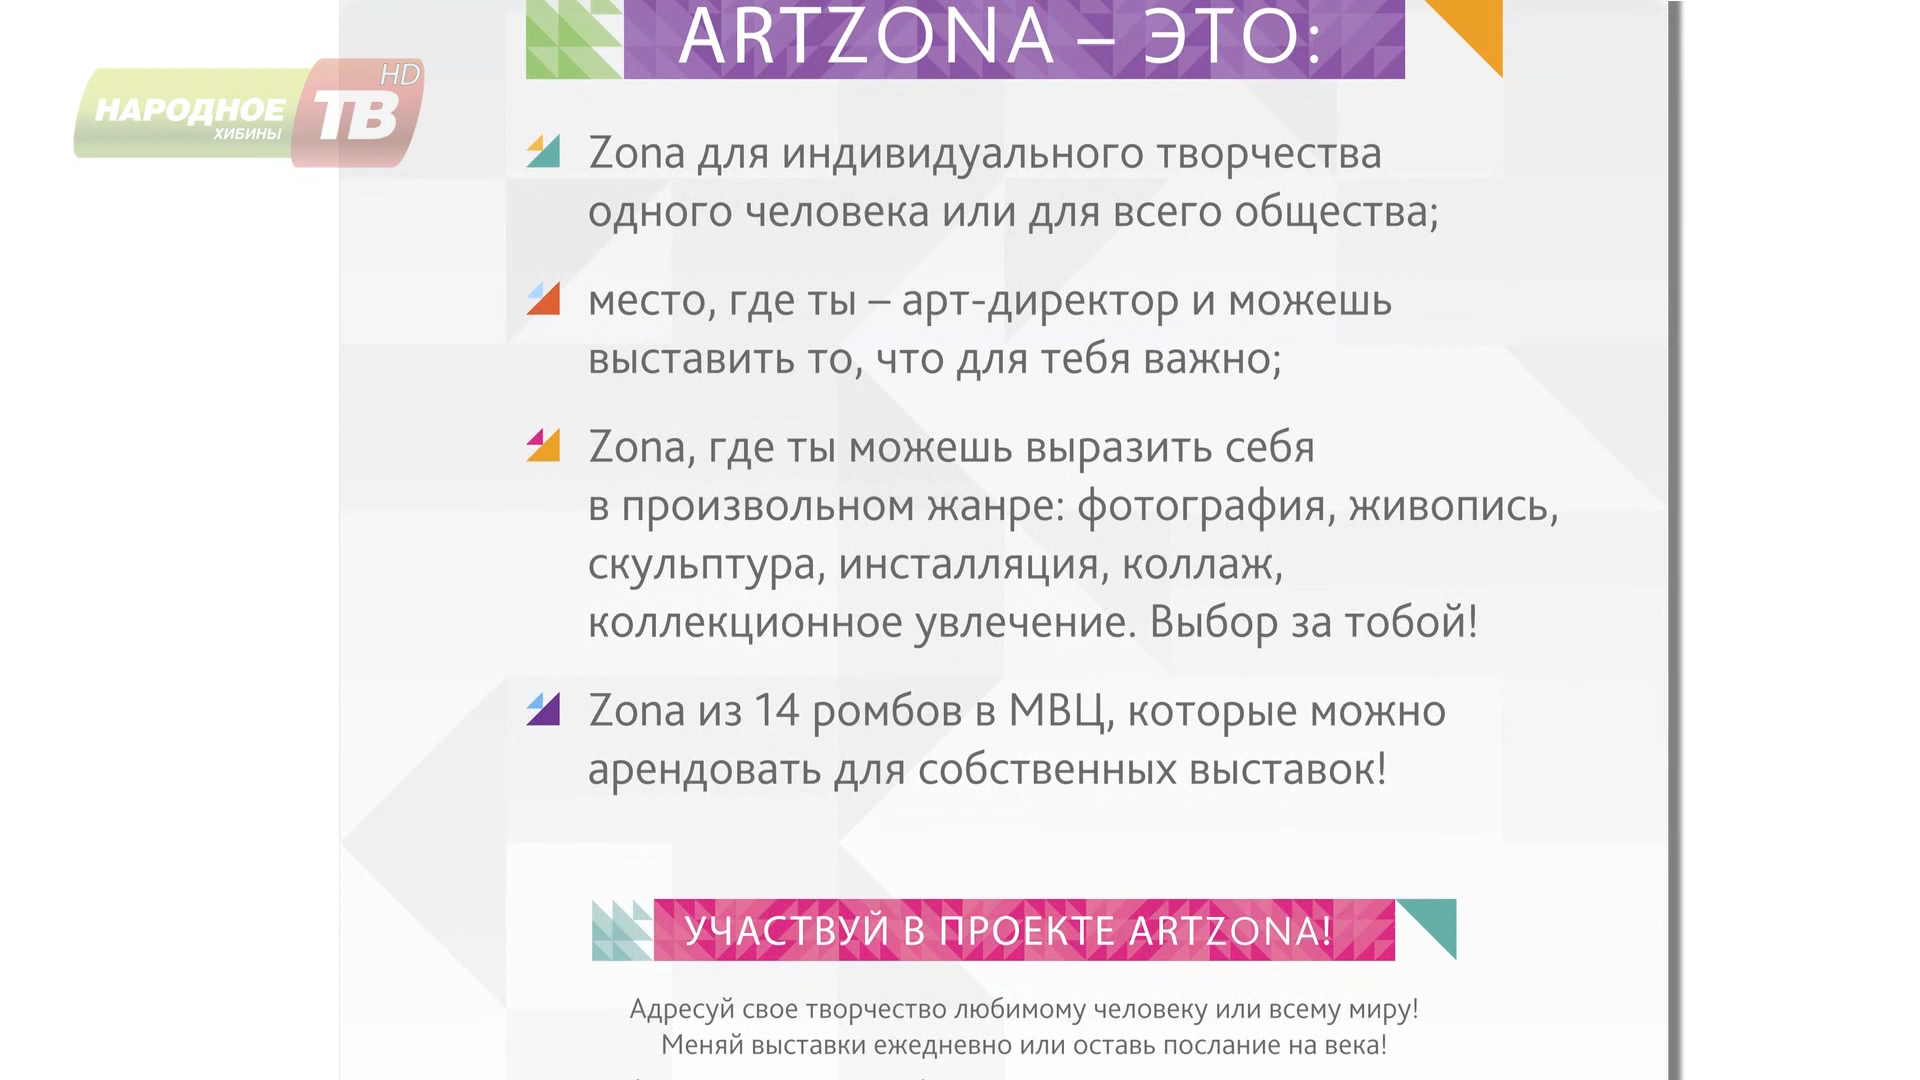 ARTZONA – ЭТО:
НАРОДНОЕ ТВ HD
ХИБИНЫ
Zona для индивидуального творчества
одного человека или для всего общества;
место, где ты – арт-директор и можешь
выставить то, что для тебя важно;
Zona, где ты можешь выразить себя
в произвольном жанре: фотография, живопись,
скульптура, инсталляция, коллаж,
коллекционное увлечение. Выбор за тобой!
Zona из 14 ромбов в МВЦ, которые можно
арендовать для собственных выставок!
УЧАСТВУЙ В ПРОЕКТЕ ARTZONA!
Адресуй свое творчество любимому человеку или всему миру!
Меняй выставки ежедневно или оставь послание на века!